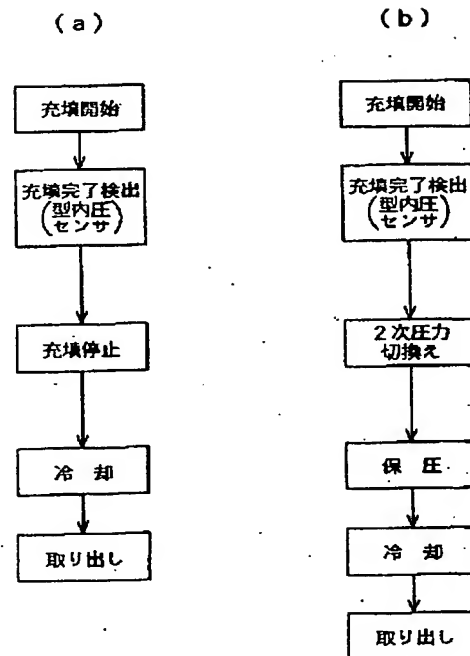 (a)
充填開始
充填完了検出
(型内圧
センサ)
充填停止
冷 却
取り出し
(b)
充填開始
充填完了検出
(型内圧
センサ)
2次圧力
切換え
保 圧
冷 却
取り出し